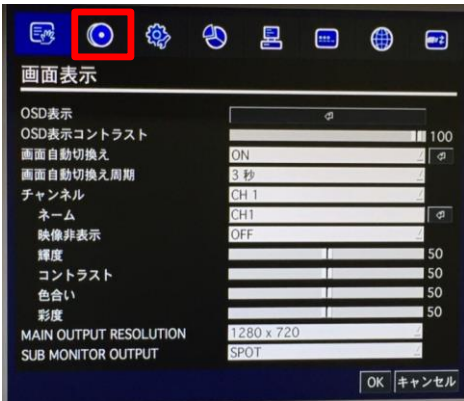 画面表示
OSD表示
OSD表示コントラスト 100
画面自動切換え ON
画面自動切換え周期 3 秒
チャンネル CH 1
ネーム CH1
映像非表示 OFF
輝度 50
コントラスト 50
色合い 50
彩度 50
MAIN OUTPUT RESOLUTION 1280 x 720
SUB MONITOR OUTPUT SPOT
OK キャンセル